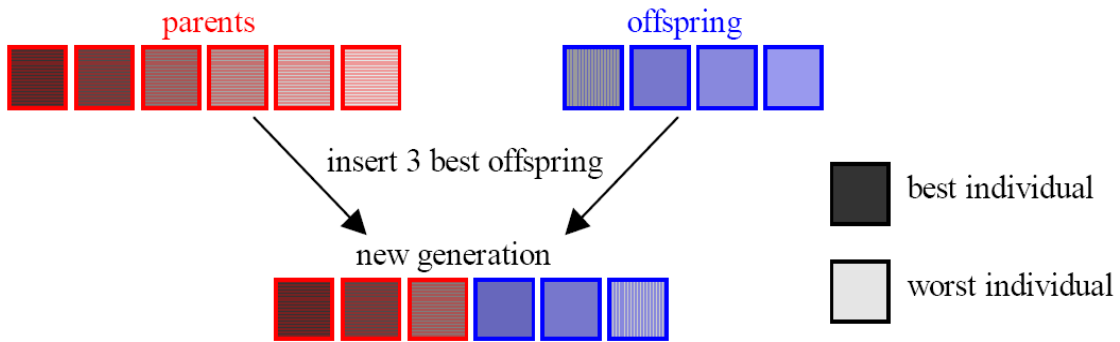 parents
offspring
insert 3 best offspring
best individual
new generation
worst individual